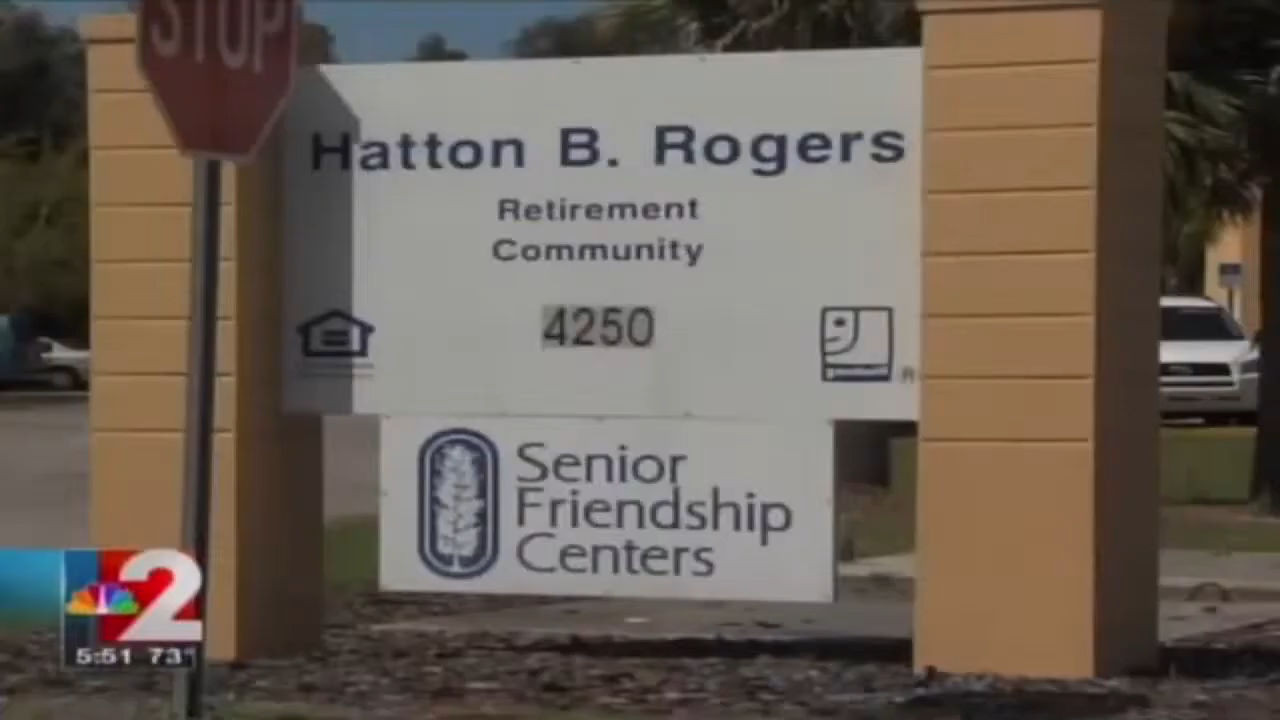 STOP
Hatton B. Rogers
Retirement
Community
4250
R
Senior
Friendship
Centers
2
5:51 73°